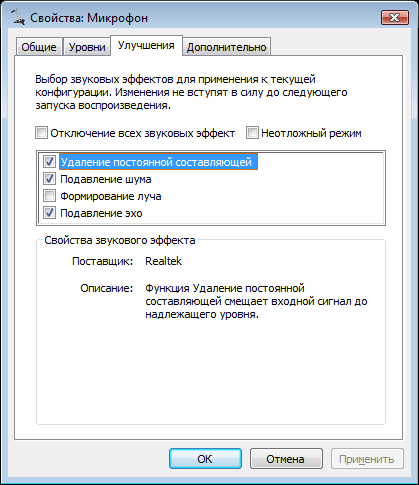 Свойства: Микрофон
Общие Уровни Улучшения Дополнительно
Выбор звуковых эффектов для применения к текущей
конфигурации. Изменения не вступят в силу до следующего
запуска воспроизведения.
Отключение всех звуковых эффект Неотложный режим
Удаление постоянной составляющей
Подавление шума
Формирование луча
Подавление эхо
Свойства звукового эффекта
Поставщик: Realtek
Описание: Функция Удаление постоянной
составляющей смещает входной сигнал до
надлежащего уровня.
ОК Отмена Применить